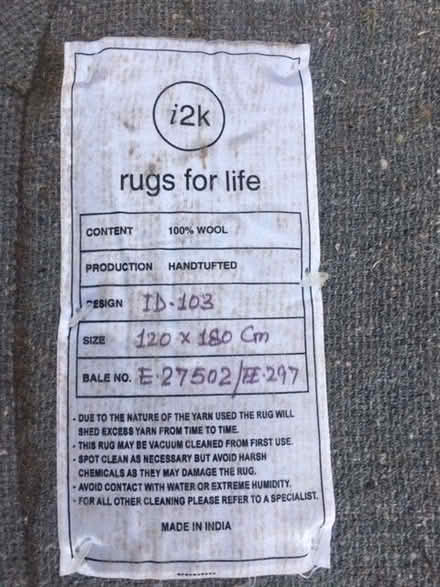 i2k
rugs for life
CONTENT 100% WOOL
PRODUCTION HANDTUFTED
DESIGN ID-103
SIZE 120 x 180 Cm
BALE NO. E-27502/EE-297
- DUE TO THE NATURE OF THE YARN USED THE RUG WILL
SHED EXCESS YARN FROM TIME TO TIME.
- THIS RUG MAY BE VACUUM CLEANED FROM FIRST USE.
- SPOT CLEAN AS NECESSARY BUT AVOID HARSH
CHEMICALS AS THEY MAY DAMAGE THE RUG.
- AVOID CONTACT WITH WATER OR EXTREME HUMIDITY.
- FOR ALL OTHER CLEANING PLEASE REFER TO A SPECIALIST.
MADE IN INDIA